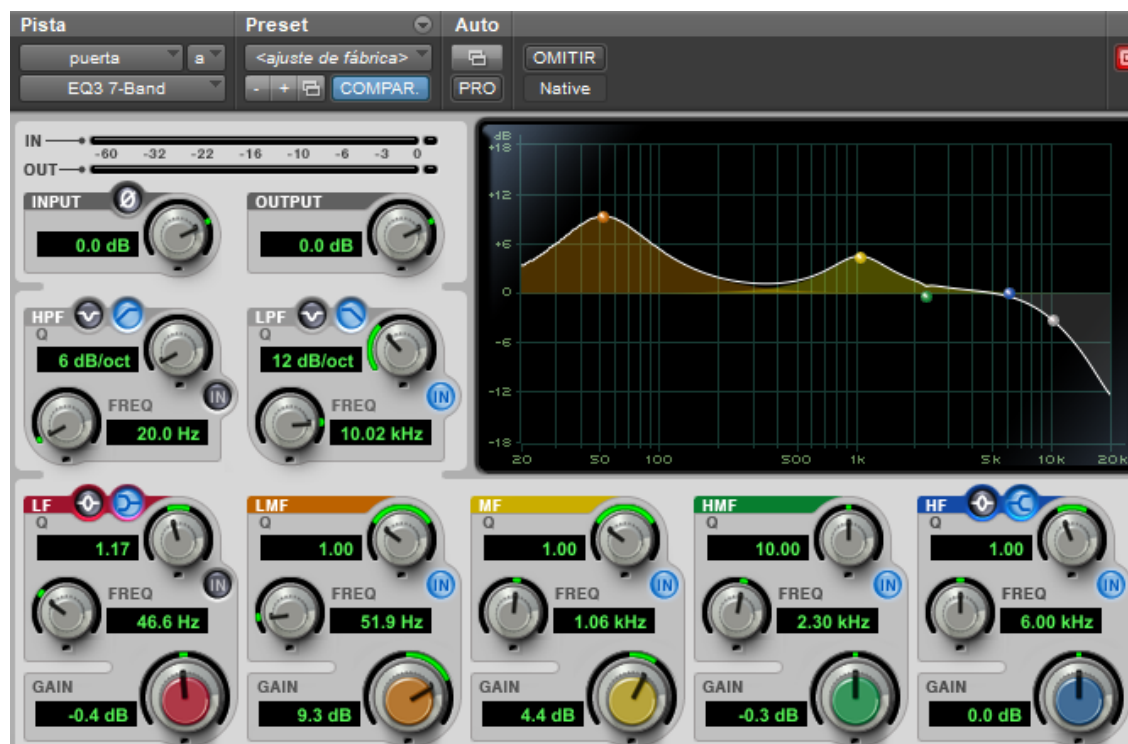 Pista Preset Auto
puerta a <ajuste de fábrica> OMITIR
EQ3 7-Band - + COMPAR. PRO Native
IN
-60 -32 -22 -16 -10 -6 -3 0
OUT
INPUT Ø OUTPUT
0.0 dB 0.0 dB
HPF LPF
Q Q
6 dB/oct 12 dB/oct
IN IN
FREQ FREQ
20.0 Hz 10.02 kHz
dB
+18
+12
+6
0
-6
-12
-18
20 50 100 500 1k 5k 10k 20k
LF LMF MF HMF HF
Q Q Q Q Q
1.17 1.00 1.00 10.00 1.00
IN IN IN IN IN
FREQ FREQ FREQ FREQ FREQ
46.6 Hz 51.9 Hz 1.06 kHz 2.30 kHz 6.00 kHz
GAIN GAIN GAIN GAIN GAIN
-0.4 dB 9.3 dB 4.4 dB -0.3 dB 0.0 dB